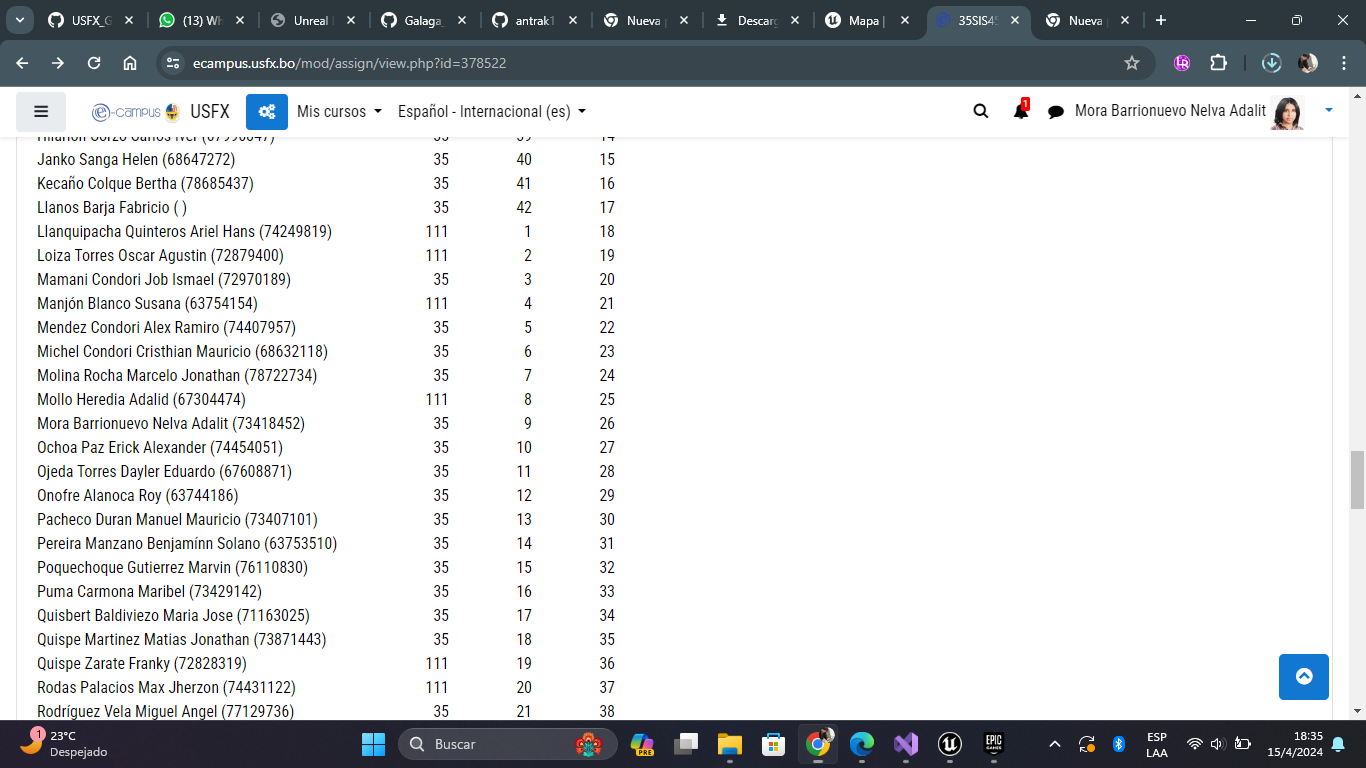 USFX_G
(13) Wh
Unreal
Galaga_
antrak1
Nueva
Descarg
Mapa |
35SIS45
Nueva
ecampus.usfx.bo/mod/assign/view.php?id=378522
e-campus USFX Mis cursos Español - Internacional (es) 1 Mora Barrionuevo Nelva Adalit
Janko Sanga Helen (68647272) 35 40 15
Kecaño Colque Bertha (78685437) 35 41 16
Llanos Barja Fabricio ( ) 35 42 17
Llanquipacha Quinteros Ariel Hans (74249819) 111 1 18
Loiza Torres Oscar Agustin (72879400) 111 2 19
Mamani Condori Job Ismael (72970189) 35 3 20
Manjón Blanco Susana (63754154) 111 4 21
Mendez Condori Alex Ramiro (74407957) 35 5 22
Michel Condori Cristhian Mauricio (68632118) 35 6 23
Molina Rocha Marcelo Jonathan (78722734) 35 7 24
Mollo Heredia Adalid (67304474) 111 8 25
Mora Barrionuevo Nelva Adalit (73418452) 35 9 26
Ochoa Paz Erick Alexander (74454051) 35 10 27
Ojeda Torres Dayler Eduardo (67608871) 35 11 28
Onofre Alanoca Roy (63744186) 35 12 29
Pacheco Duran Manuel Mauricio (73407101) 35 13 30
Pereira Manzano Benjamínn Solano (63753510) 35 14 31
Poquechoque Gutierrez Marvin (76110830) 35 15 32
Puma Carmona Maribel (73429142) 35 16 33
Quisbert Baldiviezo Maria Jose (71163025) 35 17 34
Quispe Martinez Matias Jonathan (73871443) 35 18 35
Quispe Zarate Franky (72828319) 111 19 36
Rodas Palacios Max Jherzon (74431122) 111 20 37
Rodríguez Vela Miguel Angel (77129736) 35 21 38
1 23°C
Despejado
Buscar
PRE
EPIC GAMES
ESP
LAA
18:35
15/4/2024